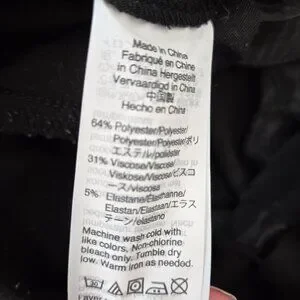 Made in China
Fabriqué en Chine
in China Hergestellt
Vervaardigd in China
中国製
Hecho en China
64% Polyester/Polyester/
Polyester/Polyester/ポリ
エステル/poliéster
31% Viscose/Viscose/
Viskose/Viscose/ビスコ
ース/viscosa
5% Elastane/Élasthanne/
Elastan/Elastaan/エラス
テーン/elastano
Machine wash cold with
like colors. Non-chlorine
bleach only. Tumble dry
low. Warm iron as needed.
30